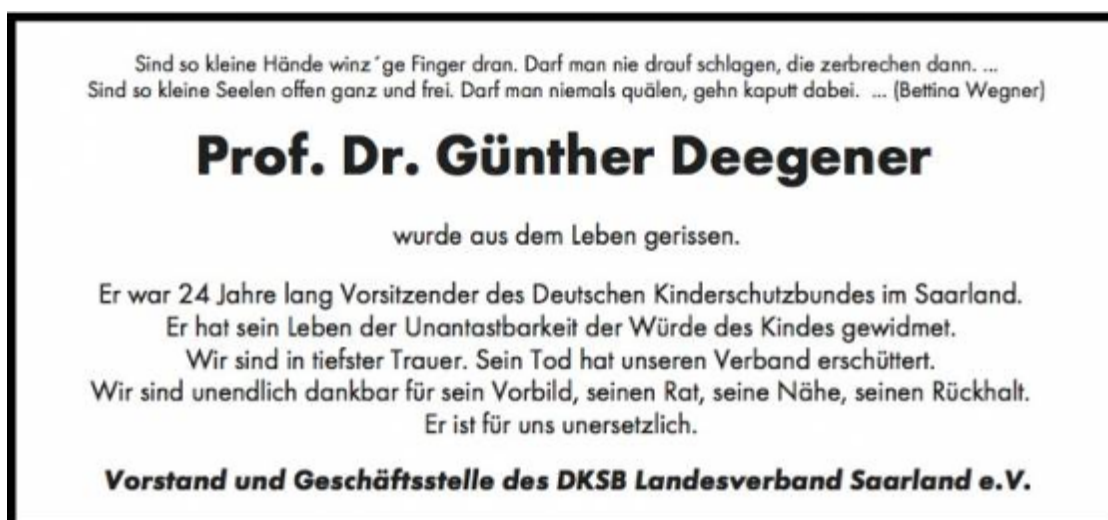 Sind so kleine Hände winz´ge Finger dran. Darf man nie drauf schlagen, die zerbrechen dann. ...
Sind so kleine Seelen offen ganz und frei. Darf man niemals quälen, gehn kaputt dabei. ... (Bettina Wegner)
Prof. Dr. Günther Deegener
wurde aus dem Leben gerissen.
Er war 24 Jahre lang Vorsitzender des Deutschen Kinderschutzbundes im Saarland.
Er hat sein Leben der Unantastbarkeit der Würde des Kindes gewidmet.
Wir sind in tiefster Trauer. Sein Tod hat unseren Verband erschüttert.
Wir sind unendlich dankbar für sein Vorbild, seinen Rat, seine Nähe, seinen Rückhalt.
Er ist für uns unersetzlich.
Vorstand und Geschäftsstelle des DKSB Landesverband Saarland e.V.